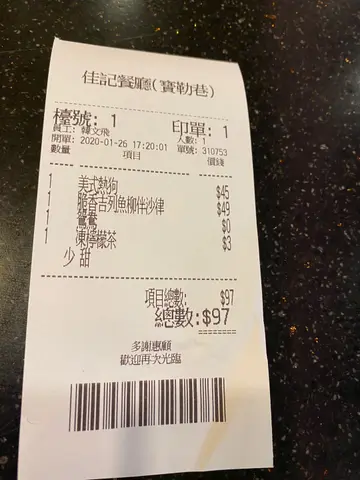 佳記餐廳(寶勒巷)
檯號: 1 印單: 1
員工: 韓文飛 人數: 1
開單: 2020-01-26 17:20:01 單號: 310753
數量 項目 價錢
1 美式熱狗 $45
1 脆香吉列魚柳伴沙律 $49
1 鴛鴦 $0
1 凍檸檬茶 $3
少 甜
項目總數: $97
總數:$97
========
多謝惠顧
歡迎再次光臨